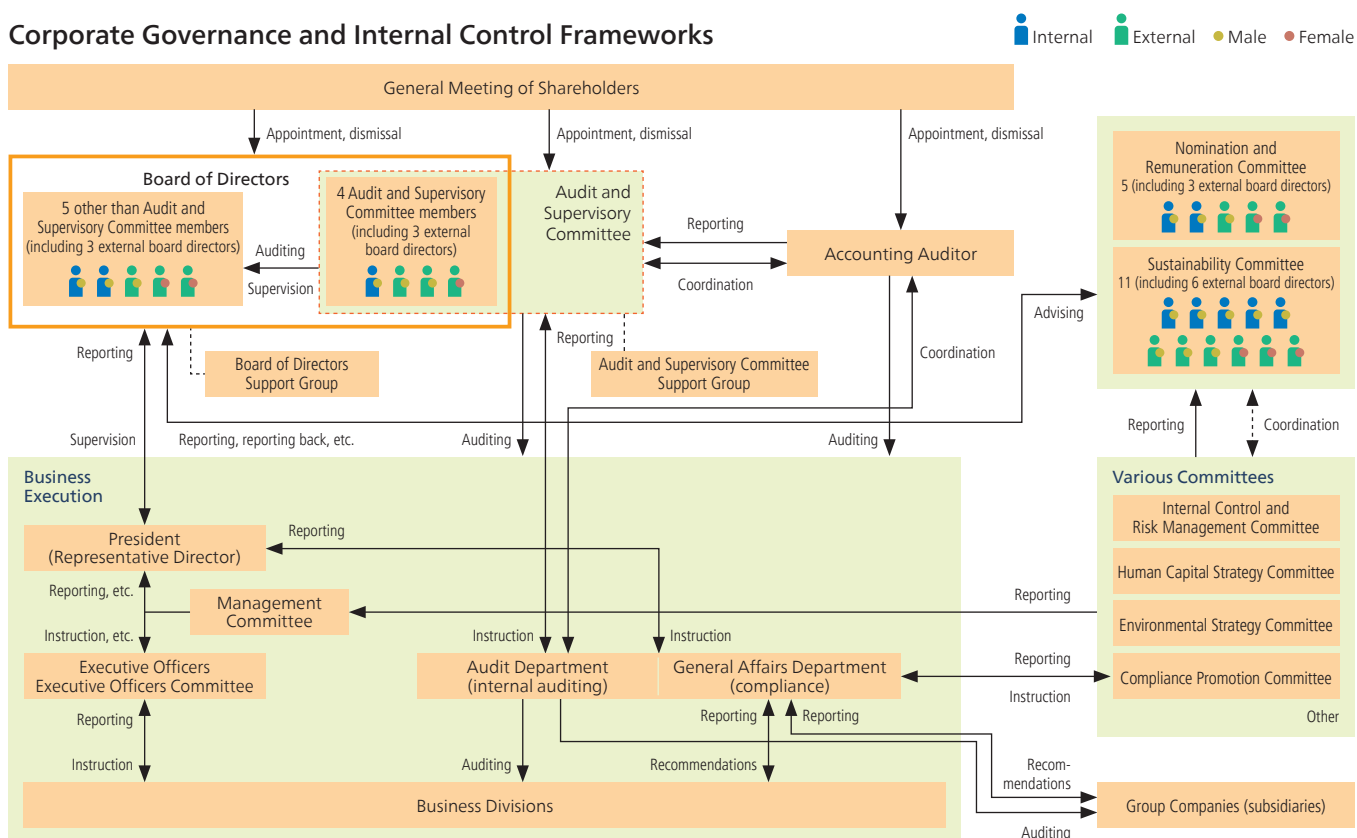 Corporate Governance and Internal Control Frameworks
Internal
External
Male
Female
General Meeting of Shareholders
Appointment, dismissal
Appointment, dismissal
Appointment, dismissal
Board of Directors
5 other than Audit and
Supervisory Committee members
(including 3 external board directors)
Auditing
Supervision
4 Audit and Supervisory
Committee members
(including 3 external
board directors)
Audit and
Supervisory
Committee
Reporting
Coordination
Accounting Auditor
Nomination and
Remuneration Committee
5 (including 3 external board directors)
Sustainability Committee
11 (including 6 external board directors)
Advising
Reporting
Board of Directors
Support Group
Reporting
Audit and Supervisory Committee
Support Group
Coordination
Supervision
Reporting, reporting back, etc.
Auditing
Auditing
Reporting
Coordination
Business
Execution
President
(Representative Director)
Reporting
Reporting, etc.
Management
Committee
Instruction, etc.
Executive Officers
Executive Officers Committee
Instruction
Instruction
Audit Department
(internal auditing)
General Affairs Department
(compliance)
Reporting
Instruction
Auditing
Reporting
Reporting
Recommendations
Business Divisions
Various Committees
Internal Control and
Risk Management Committee
Human Capital Strategy Committee
Environmental Strategy Committee
Compliance Promotion Committee
Other
Reporting
Reporting
Instruction
Recom-
mendations
Group Companies (subsidiaries)
Auditing